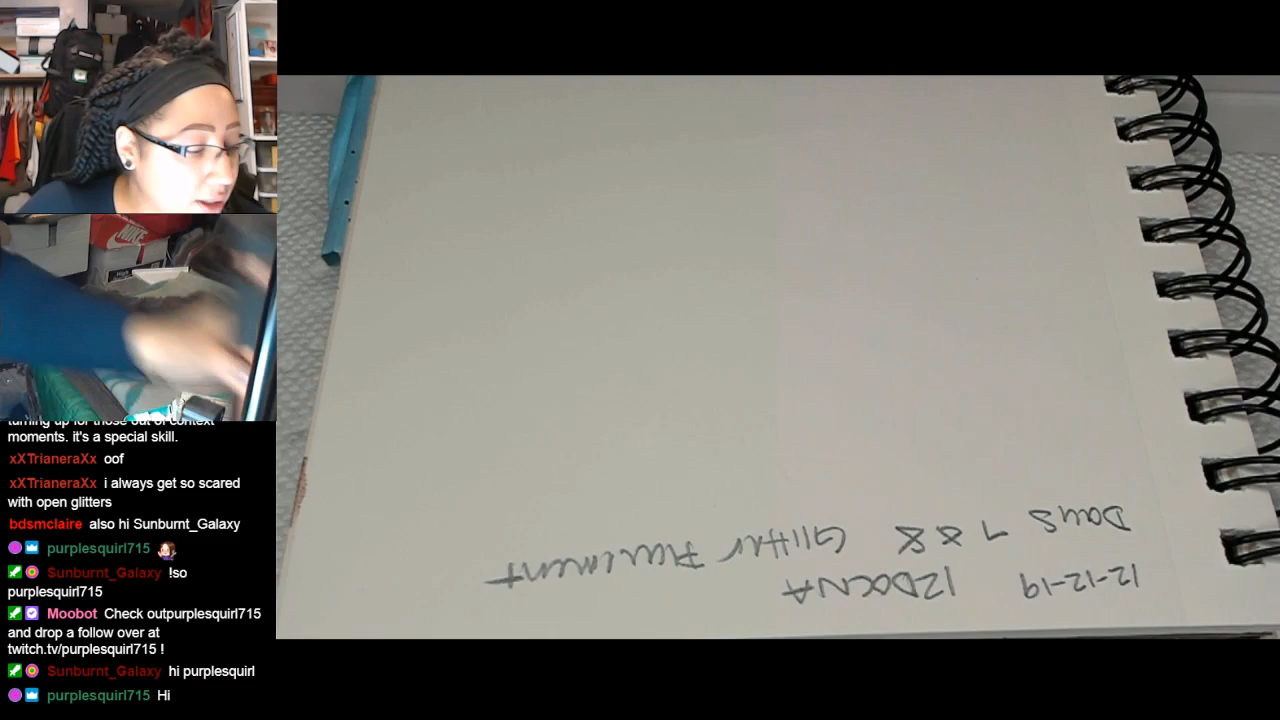 NIKE
turning up for those out of context
moments. it's a special skill.
xXTrianeraXx oof
xXTrianeraXx i always get so scared
with open glitters
bdsmclaire also hi Sunburnt_Galaxy
purplesquirl715
Sunburnt_Galaxy !so
purplesquirl715
Moobot Check outpurplesquirl715
and drop a follow over at
twitch.tv/purplesquirl715 !
Sunburnt_Galaxy hi purplesquirl
purplesquirl715 Hi
12-12-19 12DOCNA
Days 7 & 8 Glitter Placement